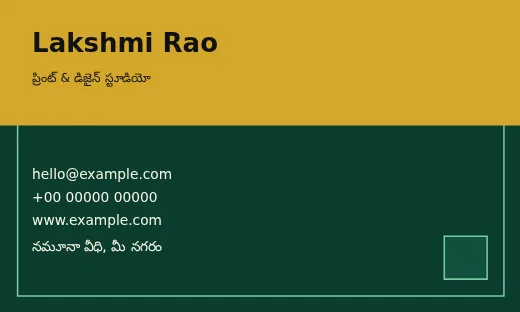 Lakshmi Rao
ప్రింట్ & డిజైన్ స్టూడియో
hello@example.com
+00 00000 00000
www.example.com
నమూనా వీధి, మీ నగరం